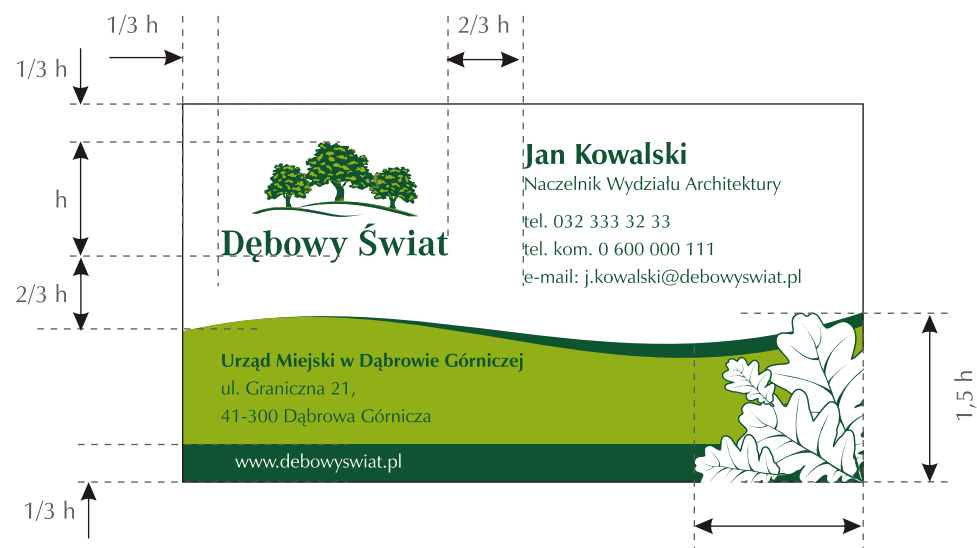 1/3 h
2/3 h
1/3 h
h
2/3 h
1/3 h
1,5 h
Dębowy Świat
Jan Kowalski
Naczelnik Wydziału Architektury
tel. 032 333 32 33
tel. kom. 0 600 000 111
e-mail: j.kowalski@debowyswiat.pl
Urząd Miejski w Dąbrowie Górniczej
ul. Graniczna 21,
41-300 Dąbrowa Górnicza
www.debowyswiat.pl